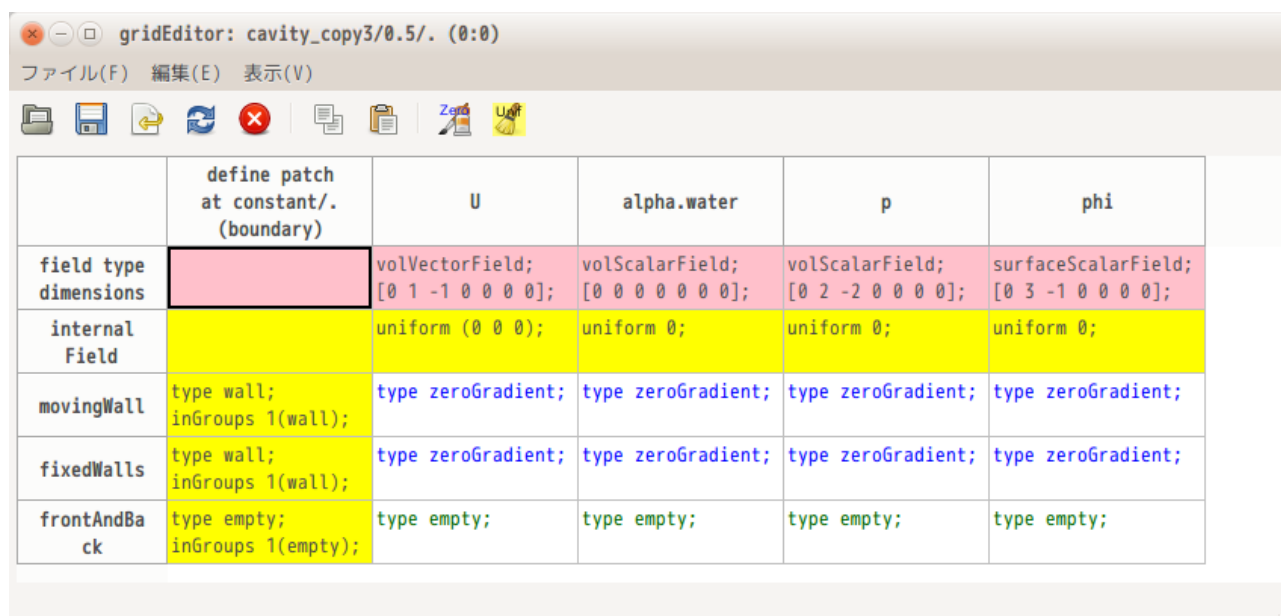 gridEditor: cavity_copy3/0.5/. (0:0)
ファイル(F) 編集(E) 表示(V)
Zero Unif
define patch
at constant/.
(boundary)
U
alpha.water
p
phi
field type
dimensions
volVectorField;
[0 1 -1 0 0 0 0];
volScalarField;
[0 0 0 0 0 0 0];
volScalarField;
[0 2 -2 0 0 0 0];
surfaceScalarField;
[0 3 -1 0 0 0 0];
internal
Field
uniform (0 0 0);
uniform 0;
uniform 0;
uniform 0;
movingWall
type wall;
inGroups 1(wall);
type zeroGradient;
type zeroGradient;
type zeroGradient;
type zeroGradient;
fixedWalls
type wall;
inGroups 1(wall);
type zeroGradient;
type zeroGradient;
type zeroGradient;
type zeroGradient;
frontAndBa
ck
type empty;
inGroups 1(empty);
type empty;
type empty;
type empty;
type empty;